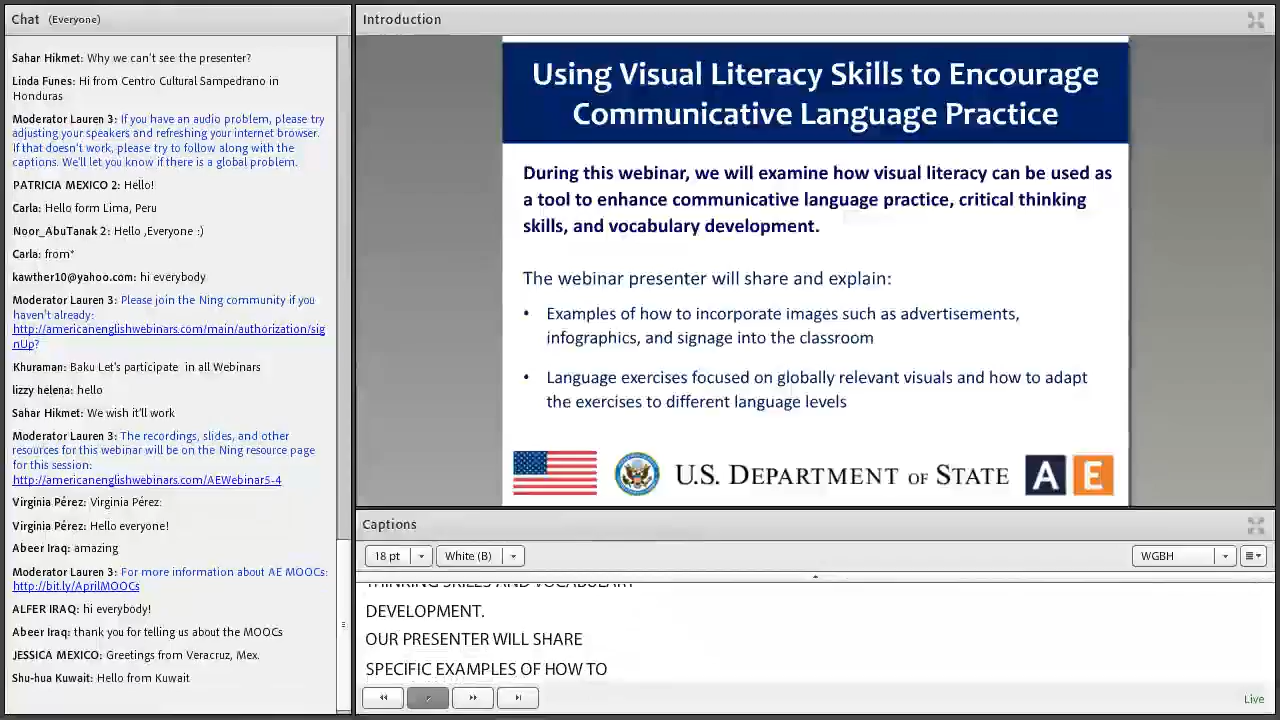 Chat (Everyone)
Sahar Hikmet: Why we can't see the presenter?
Linda Funes: Hi from Centro Cultural Sampedrano in
Honduras
Moderator Lauren 3: If you have an audio problem, please try
adjusting your speakers and refreshing your internet browser.
If that doesn't work, please try to follow along with the
captions. We'll let you know if there is a global problem.
PATRICIA MEXICO 2: Hello!
Carla: Hello form Lima, Peru
Noor_AbuTanak 2: Hello ,Everyone :)
Carla: from*
kawther10@yahoo.com: hi everybody
Moderator Lauren 3: Please join the Ning community if you
haven't already:
http://americanenglishwebinars.com/main/authorization/sig
nUp?
Khuraman: Baku Let's participate  in all Webinars
lizzy helena: hello
Sahar Hikmet: We wish it'll work
Moderator Lauren 3: The recordings, slides, and other
resources for this webinar will be on the Ning resource page
for this session:
http://americanenglishwebinars.com/AEWebinar5-4
Virginia Pérez: Virginia Pérez:
Virginia Pérez: Hello everyone!
Abeer Iraq: amazing
Moderator Lauren 3: For more information about AE MOOCs:
http://bit.ly/AprilMOOCs
ALFER IRAQ: hi everybody!
Abeer Iraq: thank you for telling us about the MOOCs
JESSICA MEXICO: Greetings from Veracruz, Mex.
Shu-hua Kuwait: Hello from Kuwait
Introduction
Using Visual Literacy Skills to Encourage
Communicative Language Practice
During this webinar, we will examine how visual literacy can be used as
a tool to enhance communicative language practice, critical thinking
skills, and vocabulary development.
The webinar presenter will share and explain:
• Examples of how to incorporate images such as advertisements,
infographics, and signage into the classroom
• Language exercises focused on globally relevant visuals and how to adapt
the exercises to different language levels
U.S. DEPARTMENT OF STATE A E
Captions
18 pt White (B) WGBH
THINKING SKILLS AND VOCABULARY
DEVELOPMENT.
OUR PRESENTER WILL SHARE
SPECIFIC EXAMPLES OF HOW TO
Live